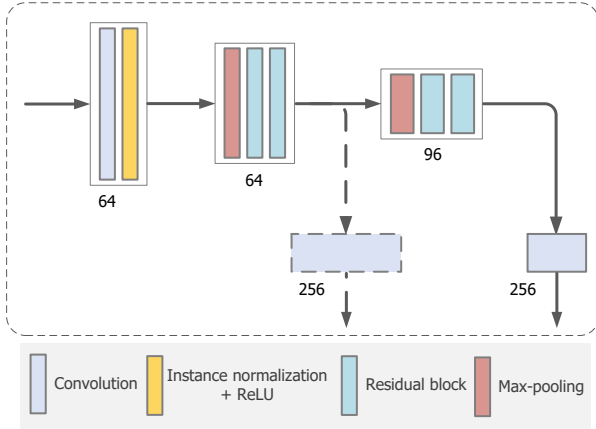 64
64
96
256
256
Convolution
Instance normalization
+ ReLU
Residual block
Max-pooling